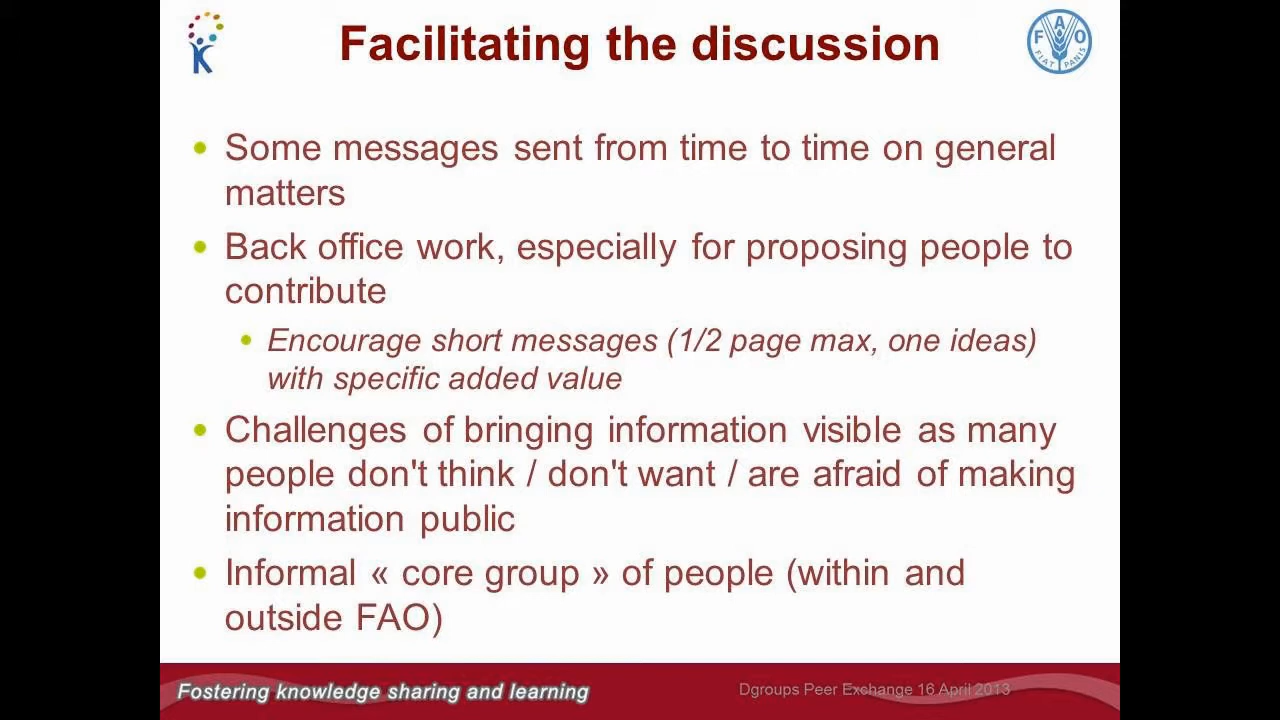 Facilitating the discussion
F A O
FIAT PANIS
Some messages sent from time to time on general
matters
Back office work, especially for proposing people to
contribute
Encourage short messages (1/2 page max, one ideas)
with specific added value
Challenges of bringing information visible as many
people don't think / don't want / are afraid of making
information public
Informal « core group » of people (within and
outside FAO)
Fostering knowledge sharing and learning
Dgroups Peer Exchange 16 April 2013